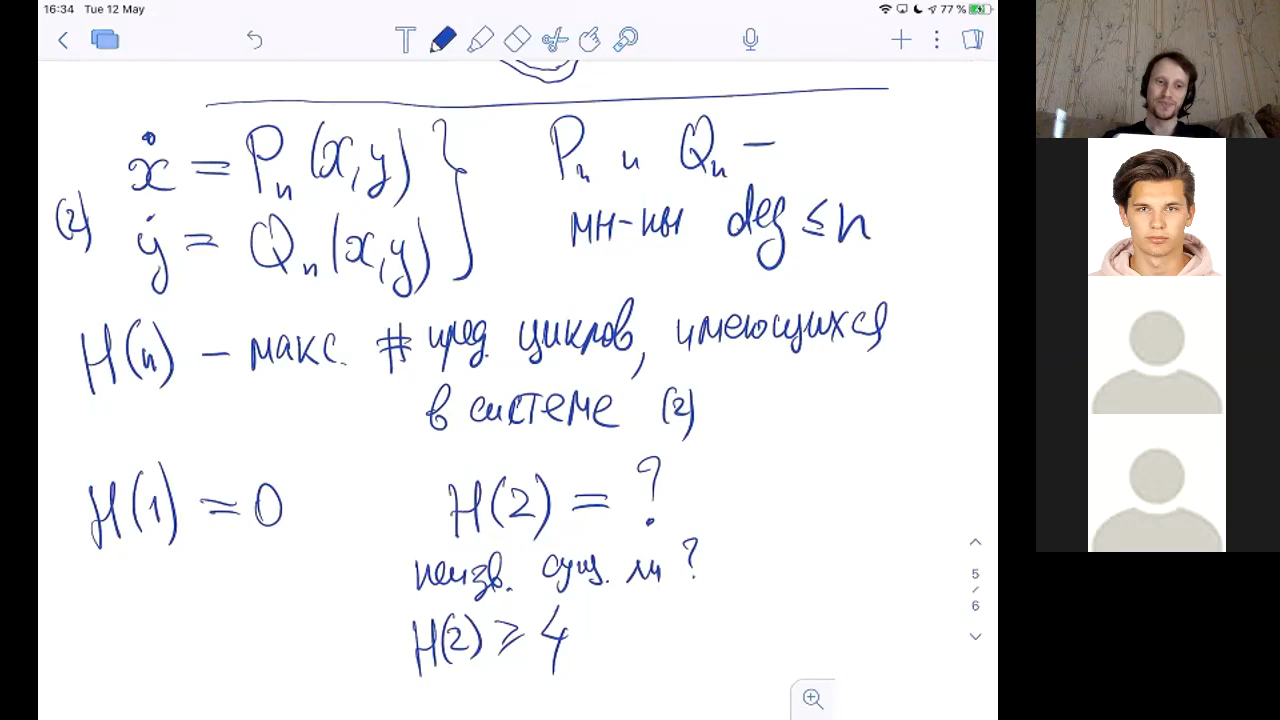 16:34 Tue 12 May 77 %
(2) ẋ = Pₙ(x,y) } Pₙ и Qₙ –
ẏ = Qₙ(x,y) } мн-ны deg ≤ n
H(n) – макс. # пред. циклов, имеющихся
в системе (2)
H(1) = 0 H(2) = ?
неизв. сущ. ли ?
H(2) ≥ 4
5
/
6